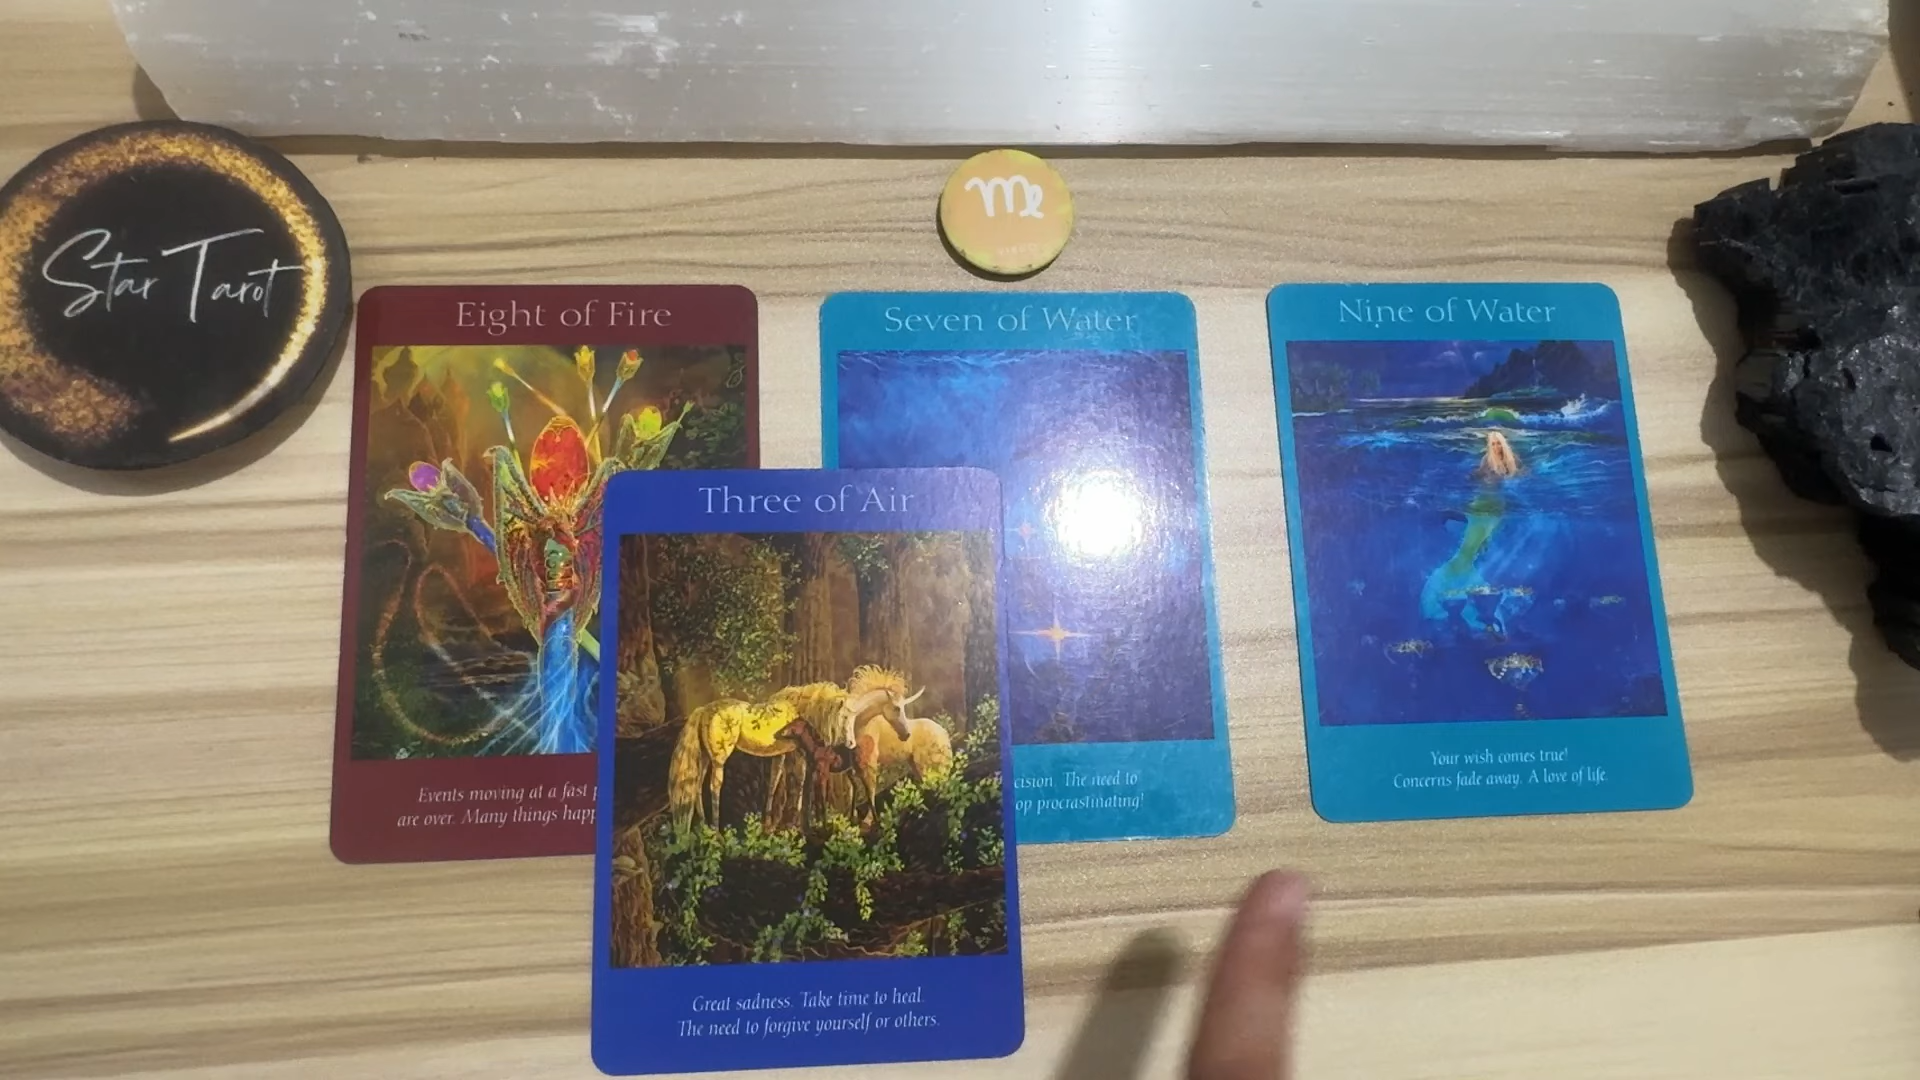 Star Tarot
Eight of Fire
Seven of Water
Nine of Water
Three of Air
Events moving at a fast
are over. Many things
The need to
procrastinating!
Your wish comes true!
Concerns fade away. A love of life.
Great sadness. Take time to heal.
The need to forgive yourself or others.